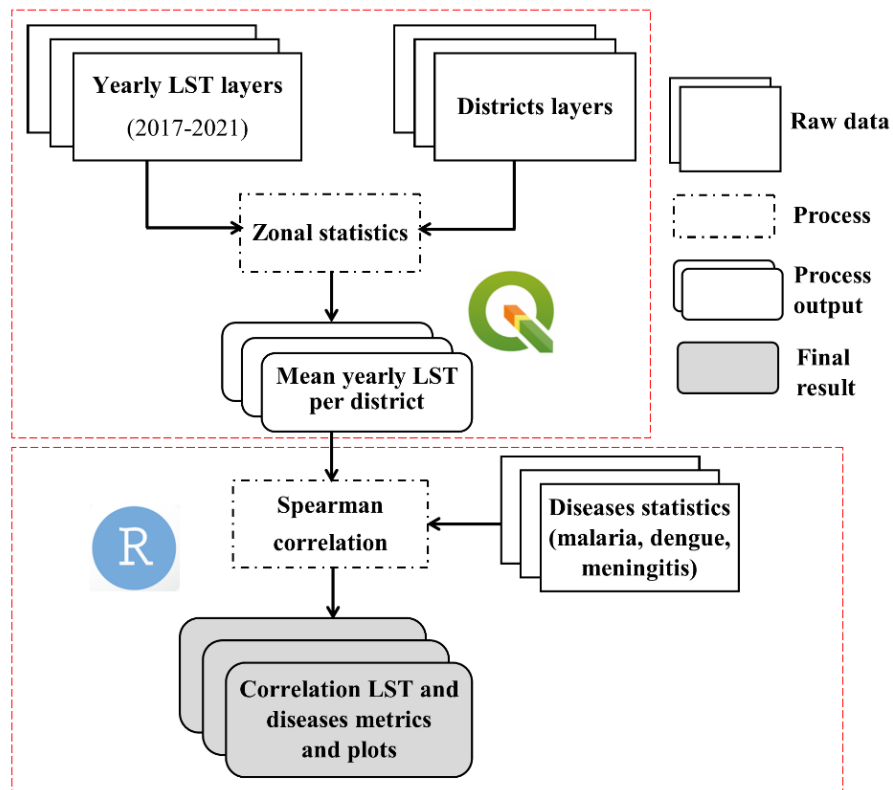 Yearly LST layers
(2017-2021)
Districts layers
Zonal statistics
Mean yearly LST
per district
Spearman
correlation
Diseases statistics
(malaria, dengue,
meningitis)
R
Correlation LST and
diseases metrics
and plots
Raw data
Process
Process
output
Final
result